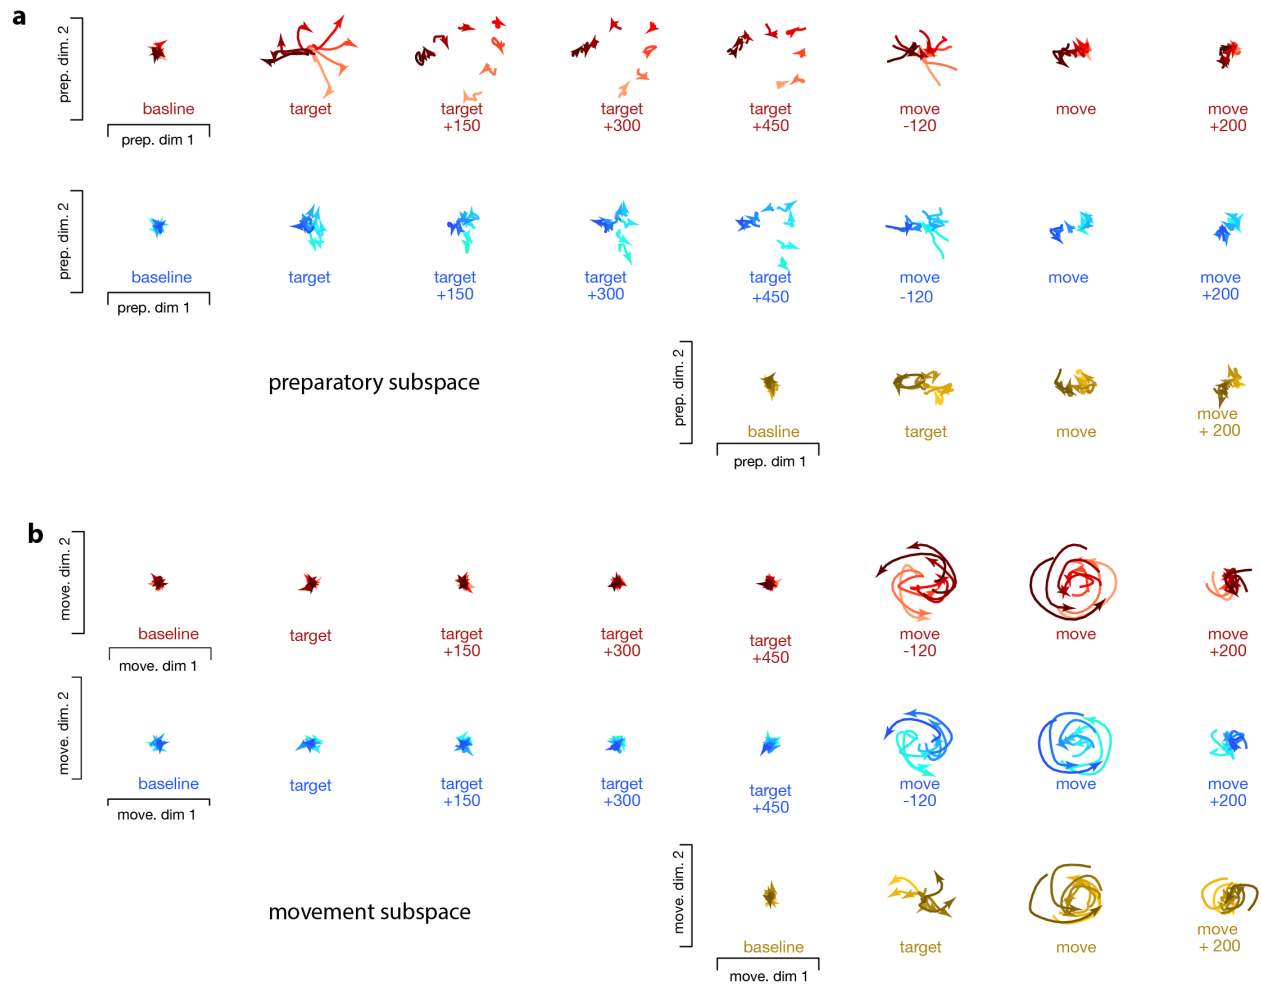 a
prep. dim. 2
basline
target
target
+150
target
+300
target
+450
move
-120
move
move
+200
prep. dim 1
prep. dim. 2
baseline
target
target
+150
target
+300
target
+450
move
-120
move
move
+200
prep. dim 1
preparatory subspace
prep. dim. 2
basline
target
move
move
+ 200
prep. dim 1
b
move. dim. 2
baseline
target
target
+150
target
+300
target
+450
move
-120
move
move
+200
move. dim 1
move. dim. 2
baseline
target
target
+150
target
+300
target
+450
move
-120
move
move
+200
move. dim 1
movement subspace
move. dim. 2
baseline
target
move
move
+ 200
move. dim 1